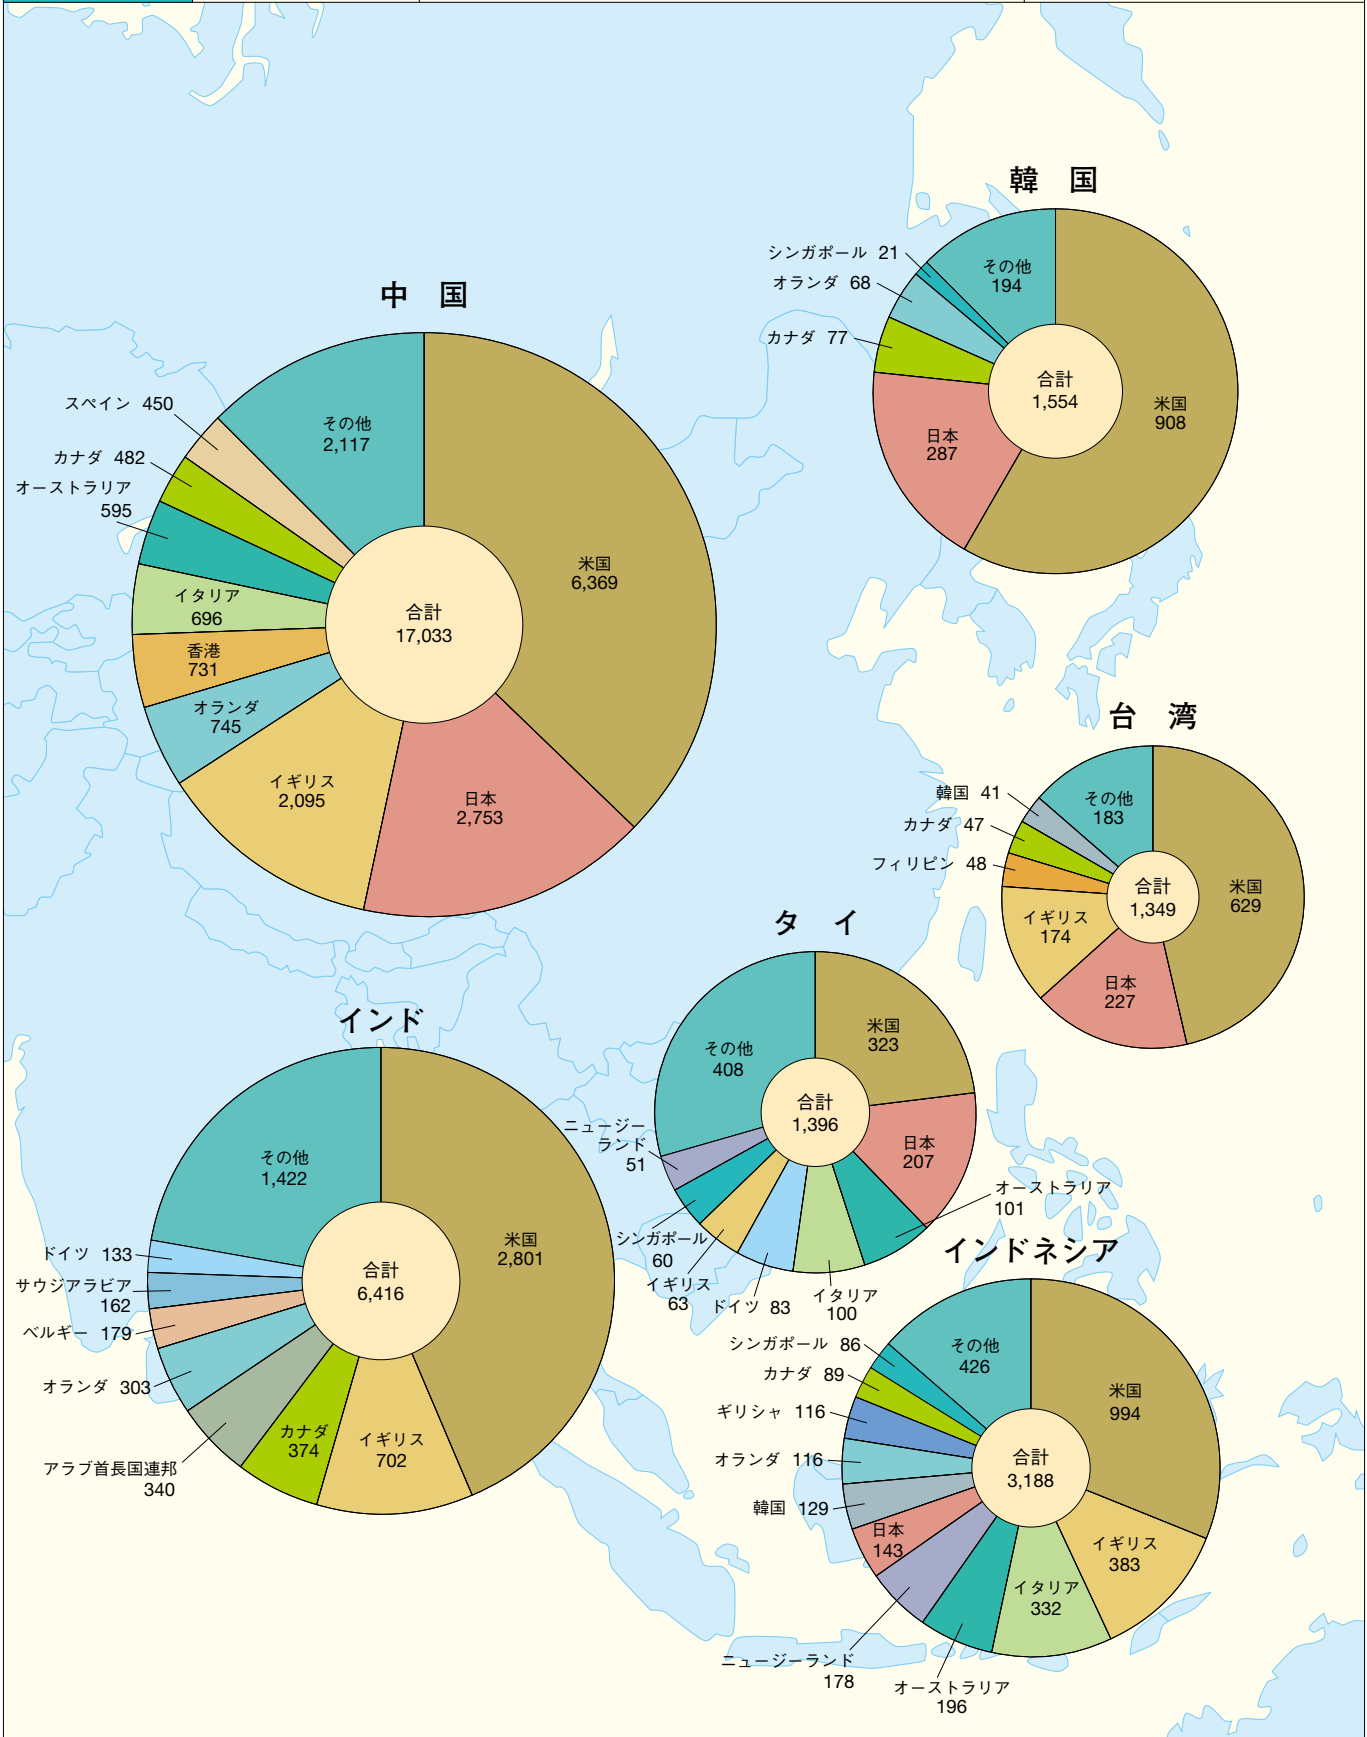 韓　国
シンガポール 21
オランダ 68
カナダ 77
その他
194
合計
1,554
米国
908
日本
287
中　国
スペイン 450
カナダ 482
オーストラリア
595
その他
2,117
米国
6,369
イタリア
696
合計
17,033
香港
731
オランダ
745
イギリス
2,095
日本
2,753
台　湾
韓国 41
カナダ 47
フィリピン 48
その他
183
合計
1,349
米国
629
イギリス
174
日本
227
タ　イ
その他
408
米国
323
合計
1,396
日本
207
ニュージー
ランド
51
シンガポール
60
イギリス
63
ドイツ 83
イタリア
100
オーストラリア
101
インド
その他
1,422
米国
2,801
合計
6,416
ドイツ 133
サウジアラビア
162
ベルギー 179
オランダ 303
アラブ首長国連邦
340
カナダ
374
イギリス
702
インドネシア
シンガポール 86
カナダ 89
ギリシャ 116
オランダ 116
韓国 129
その他
426
米国
994
合計
3,188
日本
143
イギリス
383
イタリア
332
ニュージーランド
178
オーストラリア
196